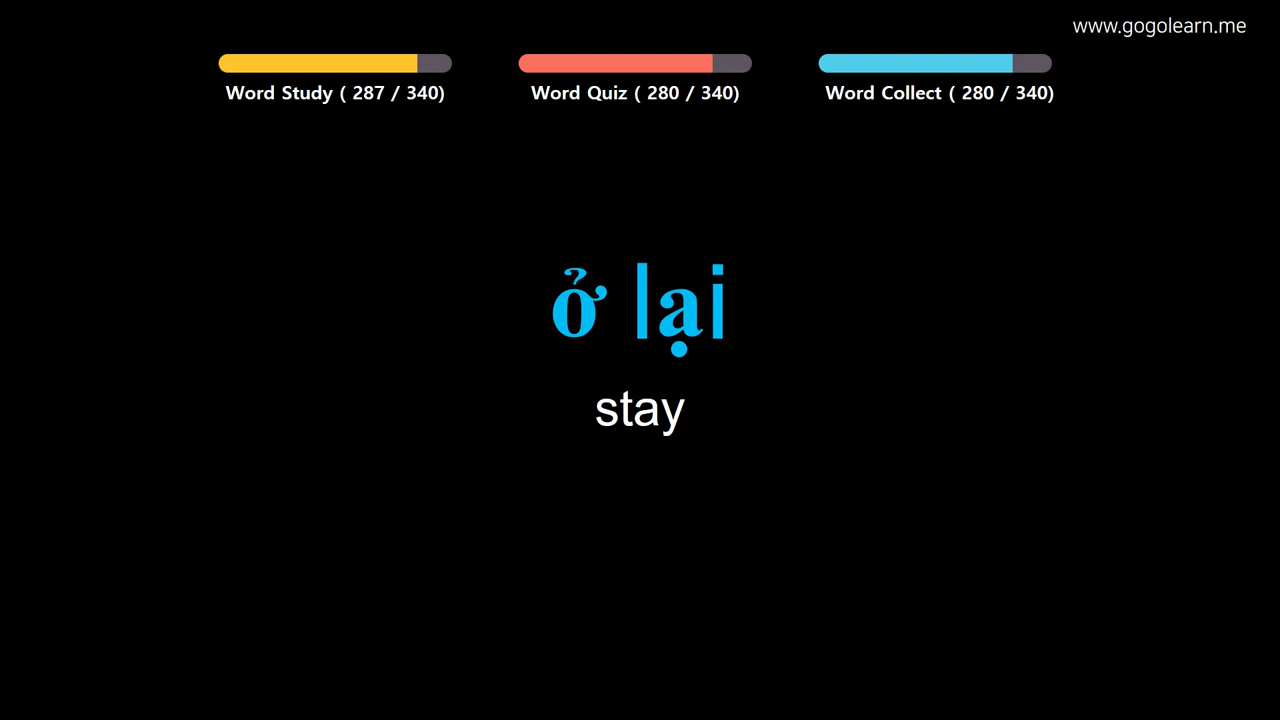 www.gogolearn.me
Word Study ( 287 / 340)
Word Quiz ( 280 / 340)
Word Collect ( 280 / 340)
ở lại
stay